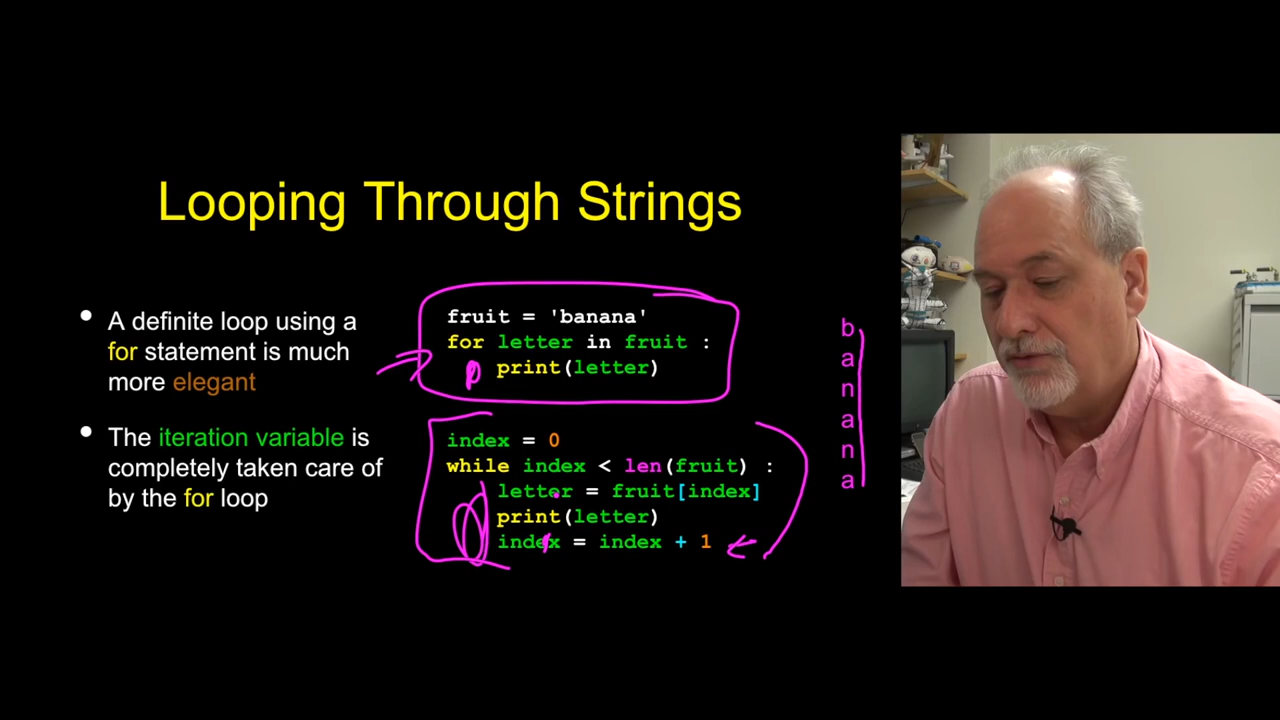 Looping Through Strings
• A definite loop using a
for statement is much
more elegant
• The iteration variable is
completely taken care of
by the for loop
fruit = 'banana'
for letter in fruit :
print(letter)
index = 0
while index < len(fruit) :
letter = fruit[index]
print(letter)
index = index + 1
b
a
n
a
n
a